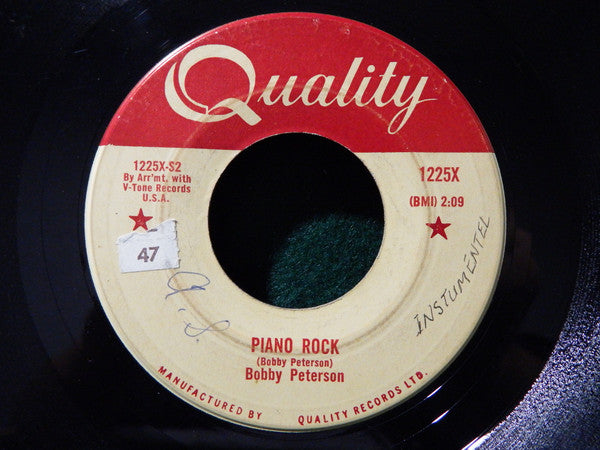 Quality
1225X-S2
By Arr'mt. with
V-Tone Records
U.S.A.
1225X
(BMI) 2:09
47
INSTUMENTEL
PIANO ROCK
(Bobby Peterson)
Bobby Peterson
MANUFACTURED BY QUALITY RECORDS LTD.